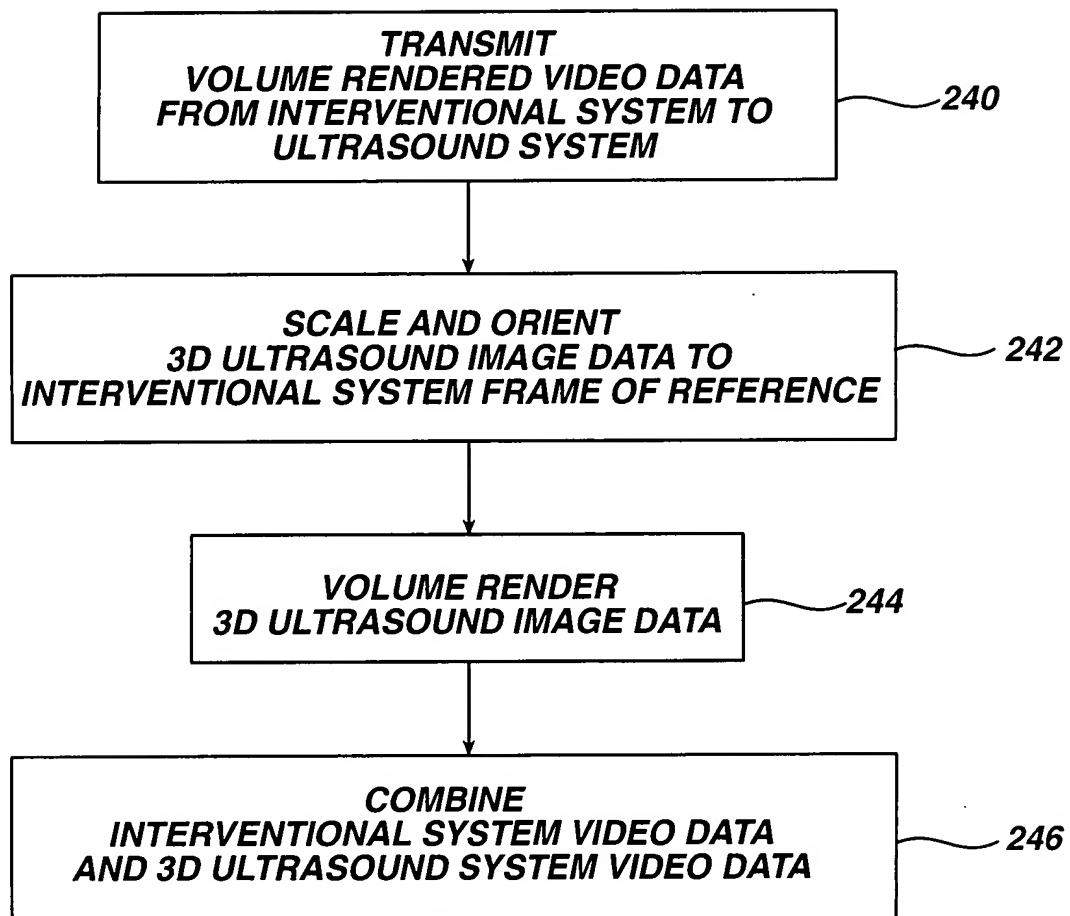 TRANSMIT
VOLUME RENDERED VIDEO DATA
FROM INTERVENTIONAL SYSTEM TO
ULTRASOUND SYSTEM
240
SCALE AND ORIENT
3D ULTRASOUND IMAGE DATA TO
INTERVENTIONAL SYSTEM FRAME OF REFERENCE
242
VOLUME RENDER
3D ULTRASOUND IMAGE DATA
244
COMBINE
INTERVENTIONAL SYSTEM VIDEO DATA
AND 3D ULTRASOUND SYSTEM VIDEO DATA
246